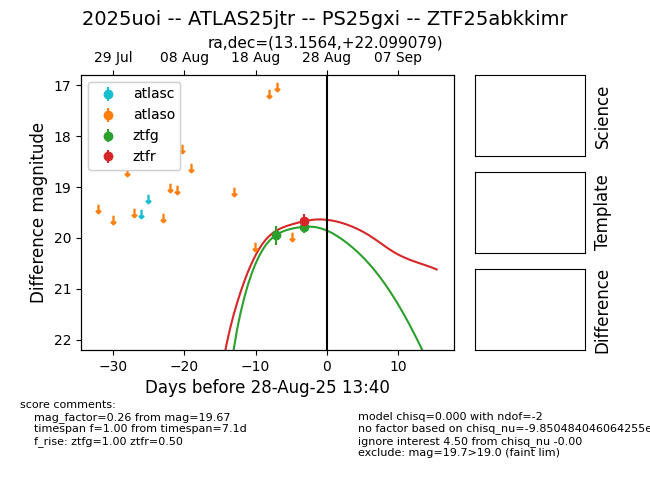 2025uoi -- ATLAS25jtr -- PS25gxi -- ZTF25abkkimr
ra,dec=(13.1564,+22.099079)
29 Jul 08 Aug 18 Aug 28 Aug 07 Sep
atlasc
atlaso
ztfg
ztfr
17
18
19
20
21
22
Difference magnitude
−30 −20 −10 0 10
Days before 28-Aug-25 13:40
Science
Template
Difference
score comments:
mag_factor=0.26 from mag=19.67
timespan f=1.00 from timespan=7.1d
f_rise: ztfg=1.00 ztfr=0.50
model chisq=0.000 with ndof=-2
no factor based on chisq_nu=-9.850484046064255e
ignore interest 4.50 from chisq_nu -0.00
exclude: mag=19.7>19.0 (faint lim)